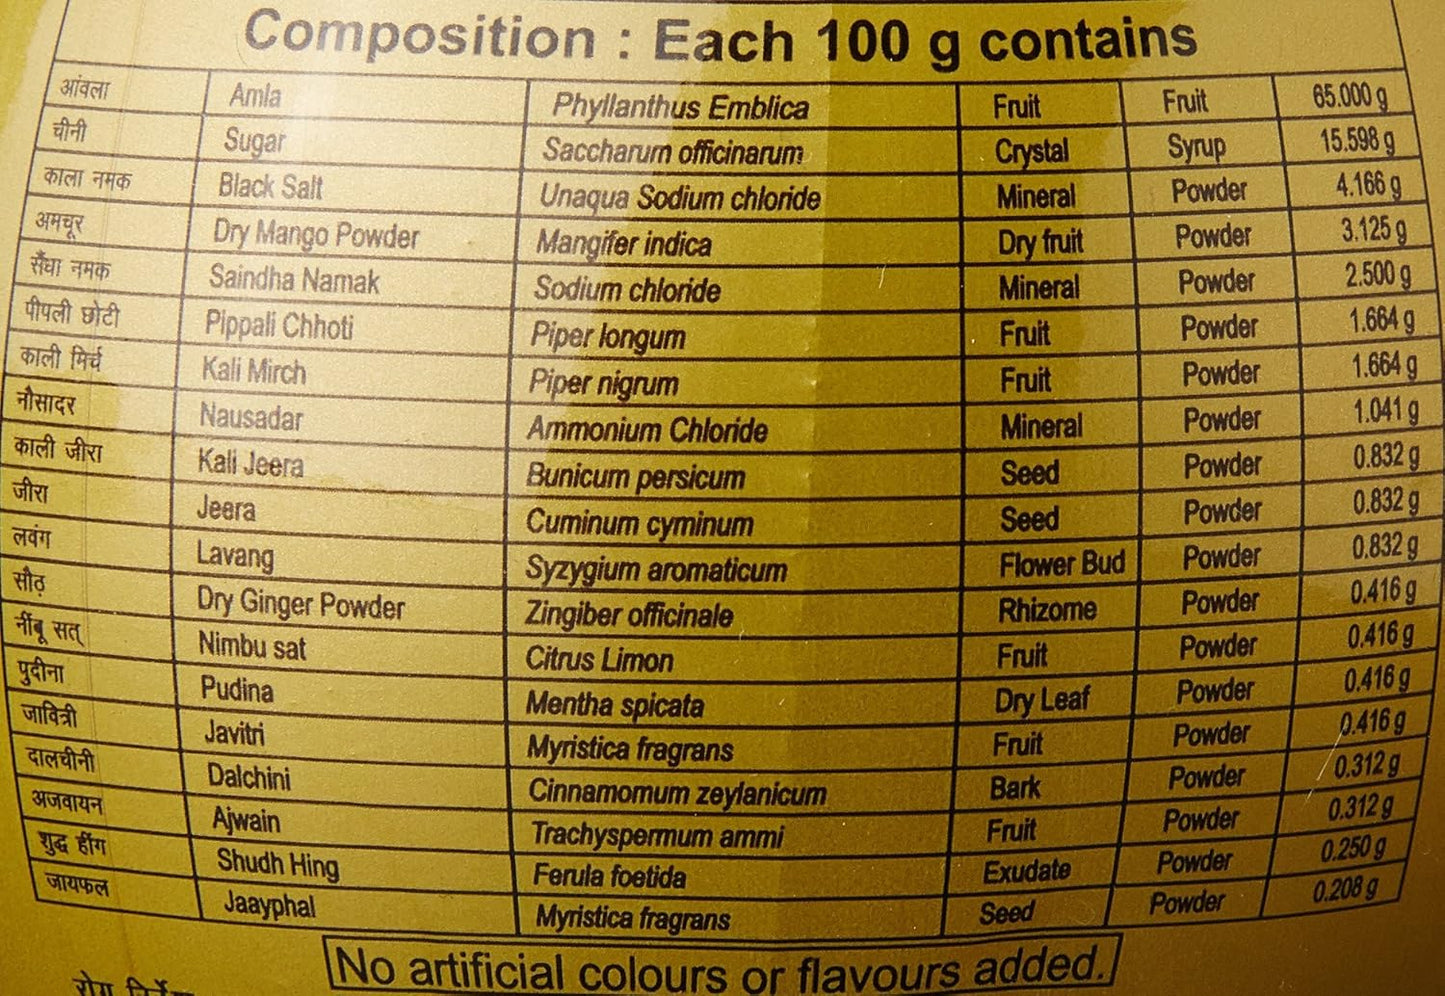 Composition : Each 100 g contains
आंवला Amla Phyllanthus Emblica Fruit Fruit 65.000 g
चीनी Sugar Saccharum officinarum Crystal Syrup 15.598 g
काला नमक Black Salt Unaqua Sodium chloride Mineral Powder 4.166 g
अमचूर Dry Mango Powder Mangifer indica Dry fruit Powder 3.125 g
सैंधा नमक Saindha Namak Sodium chloride Mineral Powder 2.500 g
पीपली छोटी Pippali Chhoti Piper longum Fruit Powder 1.664 g
काली मिर्च Kali Mirch Piper nigrum Fruit Powder 1.664 g
नौसादर Nausadar Ammonium Chloride Mineral Powder 1.041 g
काली जीरा Kali Jeera Bunicum persicum Seed Powder 0.832 g
जीरा Jeera Cuminum cyminum Seed Powder 0.832 g
लवंग Lavang Syzygium aromaticum Flower Bud Powder 0.832 g
सौठ Dry Ginger Powder Zingiber officinale Rhizome Powder 0.416 g
नींबू सत् Nimbu sat Citrus Limon Fruit Powder 0.416 g
पुदीना Pudina Mentha spicata Dry Leaf Powder 0.416 g
जावित्री Javitri Myristica fragrans Fruit Powder 0.416 g
दालचीनी Dalchini Cinnamomum zeylanicum Bark Powder 0.312 g
अजवायन Ajwain Trachyspermum ammi Fruit Powder 0.312 g
शुद्ध हींग Shudh Hing Ferula foetida Exudate Powder 0.250 g
जायफल Jaayphal Myristica fragrans Seed Powder 0.208 g
No artificial colours or flavours added.